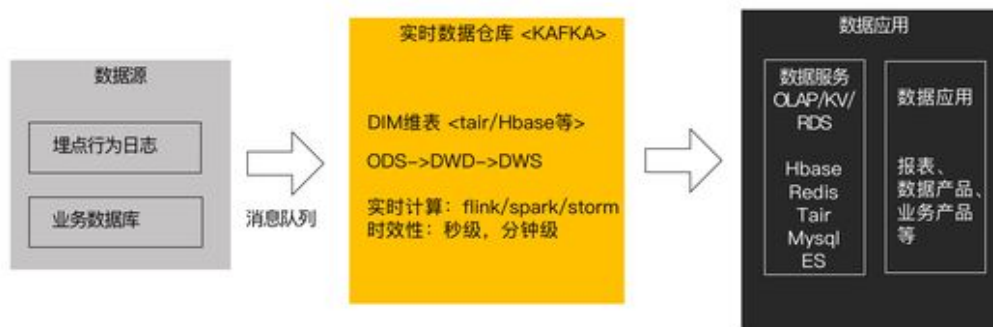 数据源
埋点行为日志
业务数据库
消息队列
实时数据仓库 <KAFKA>
DIM维表 <tair/Hbase等>
ODS->DWD->DWS
实时计算：flink/spark/storm
时效性：秒级，分钟级
数据应用
数据服务
OLAP/KV/
RDS
Hbase
Redis
Tair
Mysql
ES
数据应用
报表、
数据产品、
业务产品
等